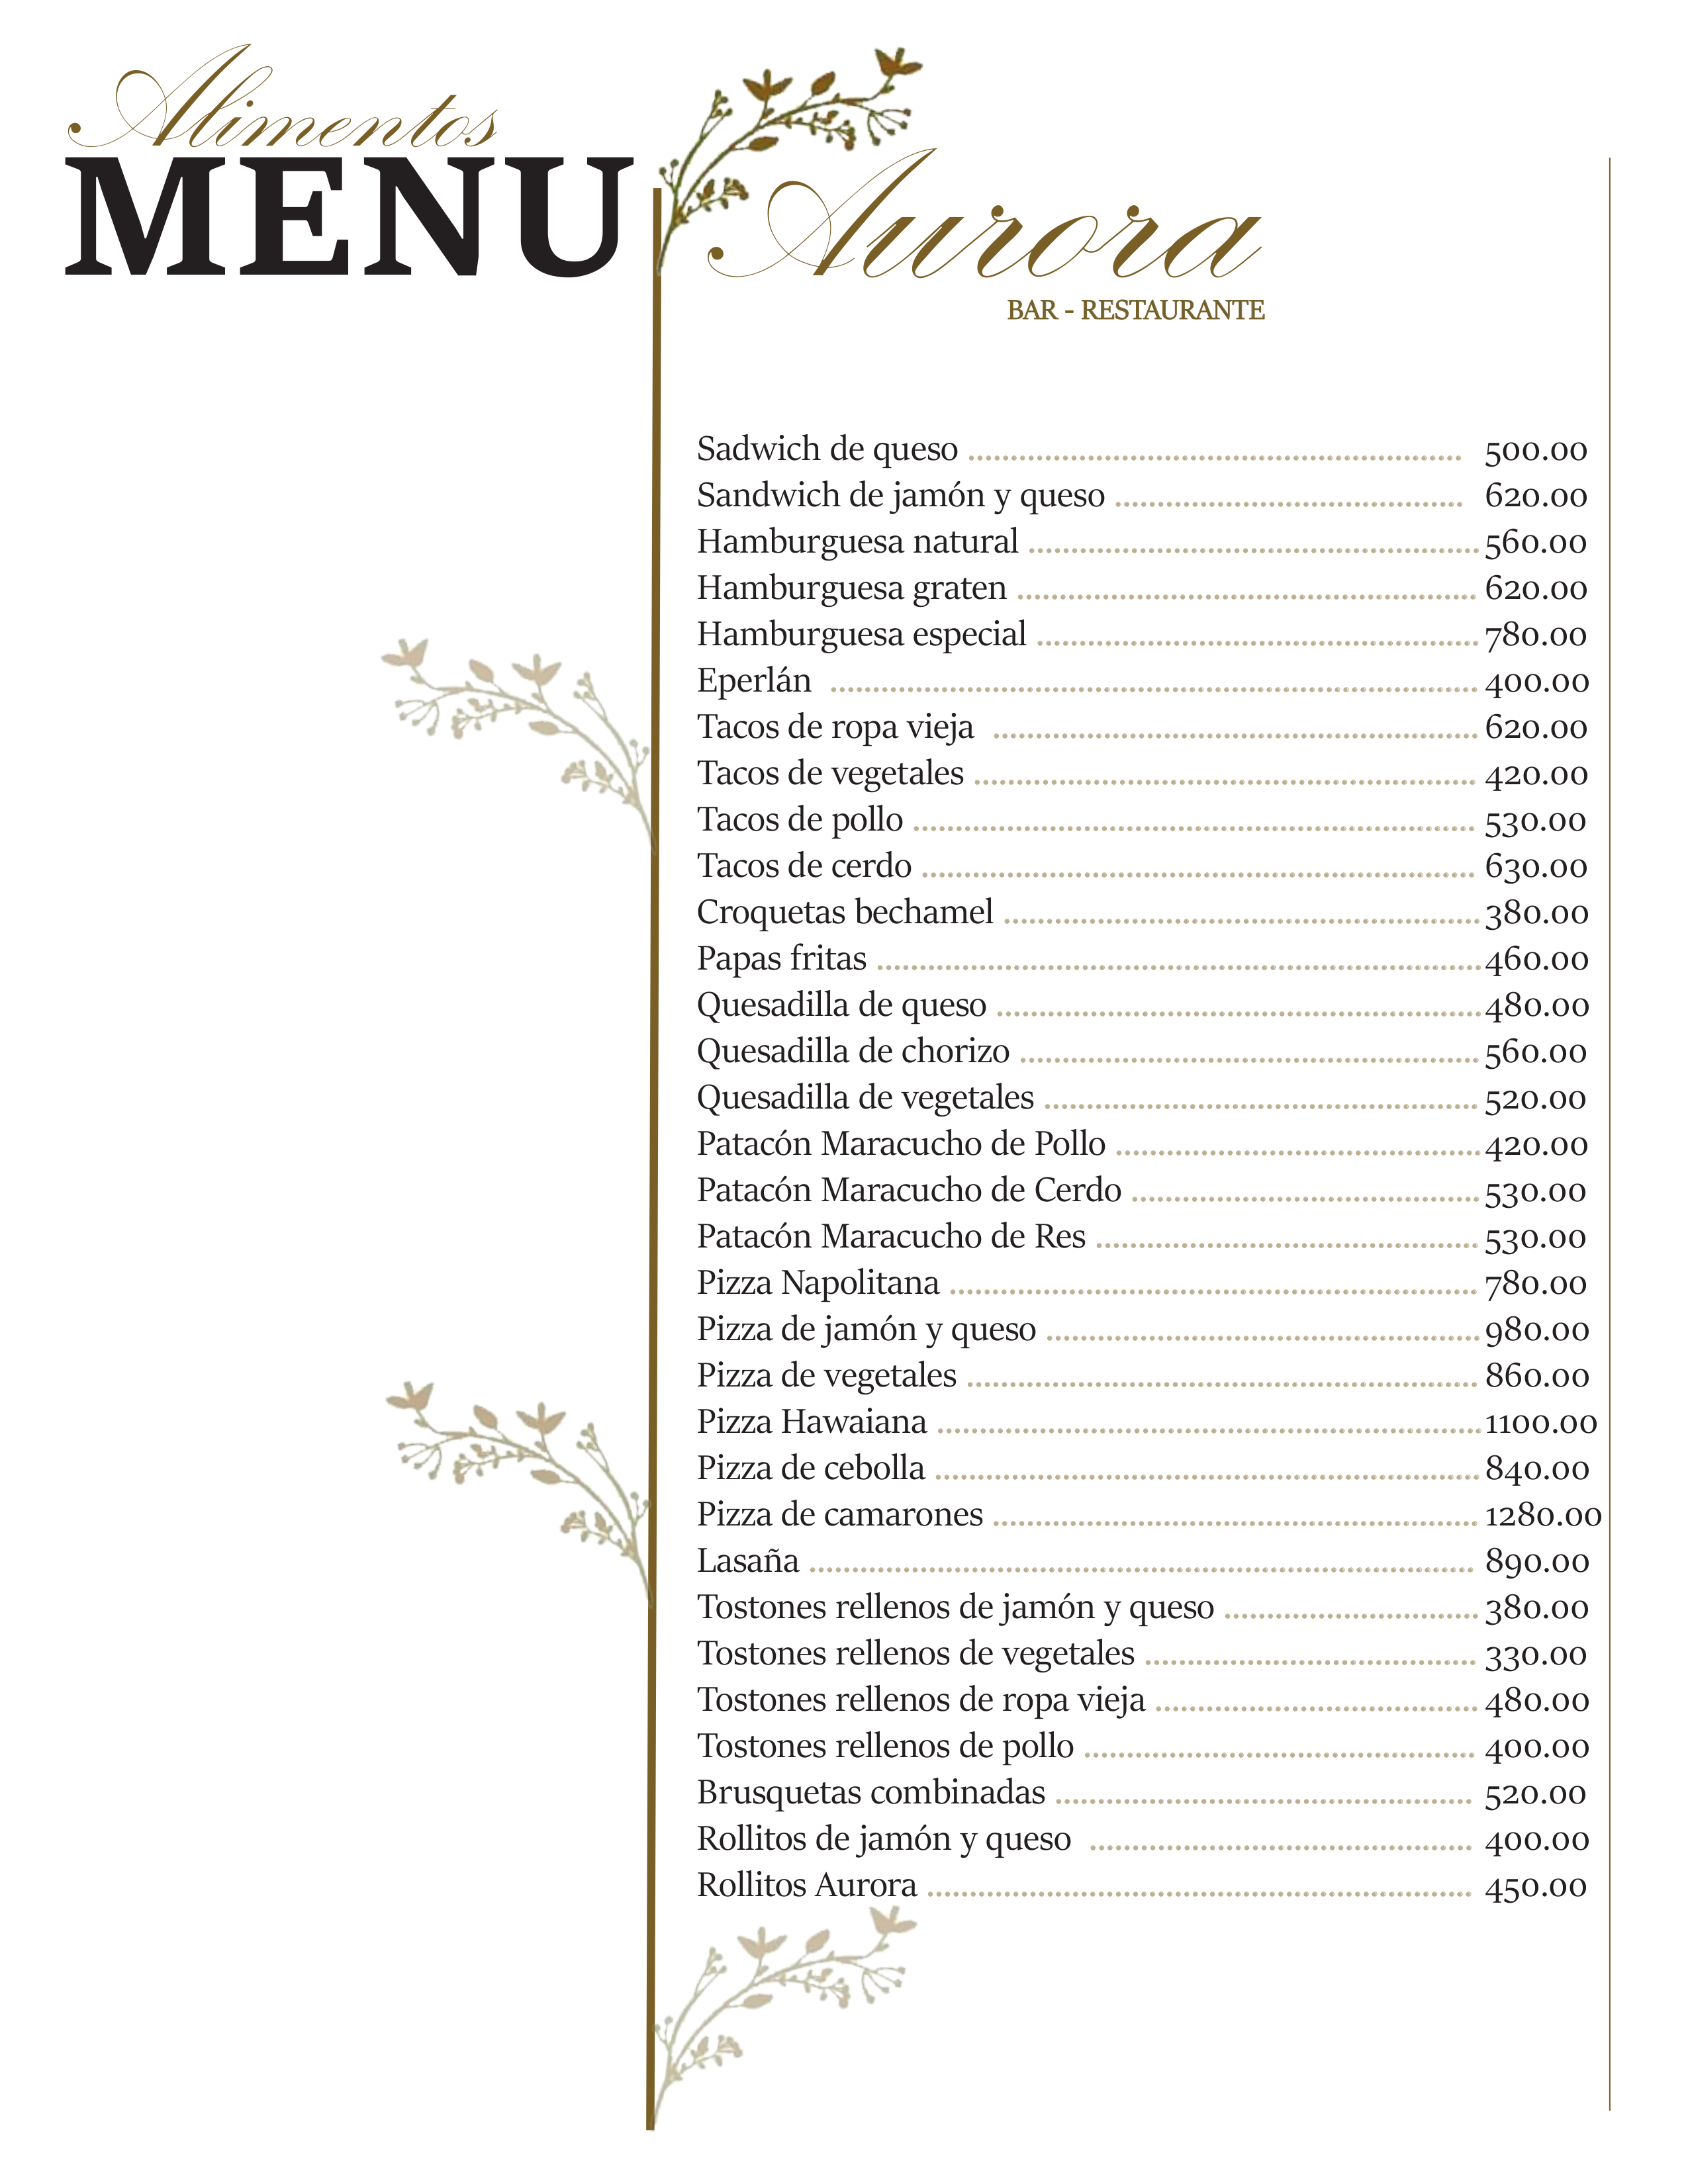 Alimentos
MENU
Aurora
BAR - RESTAURANTE
Sadwich de queso ........................................................ 500.00
Sandwich de jamón y queso ........................................ 620.00
Hamburguesa natural .................................................... 560.00
Hamburguesa graten ..................................................... 620.00
Hamburguesa especial ................................................... 780.00
Eperlán .......................................................................... 400.00
Tacos de ropa vieja ........................................................ 620.00
Tacos de vegetales ......................................................... 420.00
Tacos de pollo ................................................................ 530.00
Tacos de cerdo ............................................................... 630.00
Croquetas bechamel ....................................................... 380.00
Papas fritas ..................................................................... 460.00
Quesadilla de queso ........................................................ 480.00
Quesadilla de chorizo ..................................................... 560.00
Quesadilla de vegetales .................................................. 520.00
Patacón Maracucho de Pollo .......................................... 420.00
Patacón Maracucho de Cerdo ........................................ 530.00
Patacón Maracucho de Res ............................................ 530.00
Pizza Napolitana ............................................................ 780.00
Pizza de jamón y queso .................................................. 980.00
Pizza de vegetales .......................................................... 860.00
Pizza Hawaiana .............................................................. 1100.00
Pizza de cebolla .............................................................. 840.00
Pizza de camarones ........................................................ 1280.00
Lasaña ............................................................................ 890.00
Tostones rellenos de jamón y queso .............................. 380.00
Tostones rellenos de vegetales ....................................... 330.00
Tostones rellenos de ropa vieja ...................................... 480.00
Tostones rellenos de pollo .............................................. 400.00
Brusquetas combinadas ................................................. 520.00
Rollitos de jamón y queso .............................................. 400.00
Rollitos Aurora ............................................................... 450.00